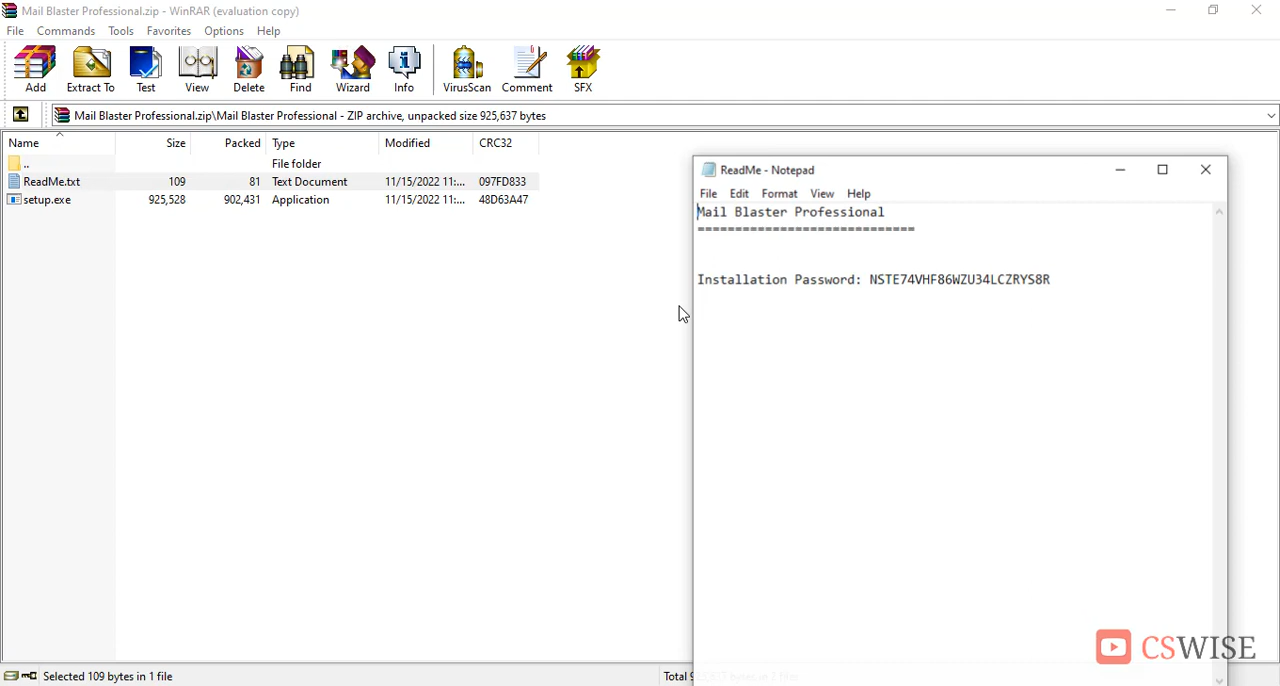 Mail Blaster Professional.zip - WinRAR (evaluation copy)
File Commands Tools Favorites Options Help
Add Extract To Test View Delete Find Wizard Info VirusScan Comment SFX
Mail Blaster Professional.zip\Mail Blaster Professional - ZIP archive, unpacked size 925,637 bytes
Name Size Packed Type Modified CRC32
.. File folder
ReadMe.txt 109 81 Text Document 11/15/2022 11:... 097FD833
setup.exe 925,528 902,431 Application 11/15/2022 11:... 48D63A47
ReadMe - Notepad
File Edit Format View Help
Mail Blaster Professional
=============================
Installation Password: NSTE74VHF86WZU34LCZRYS8R
CSWISE
Selected 109 bytes in 1 file
Total